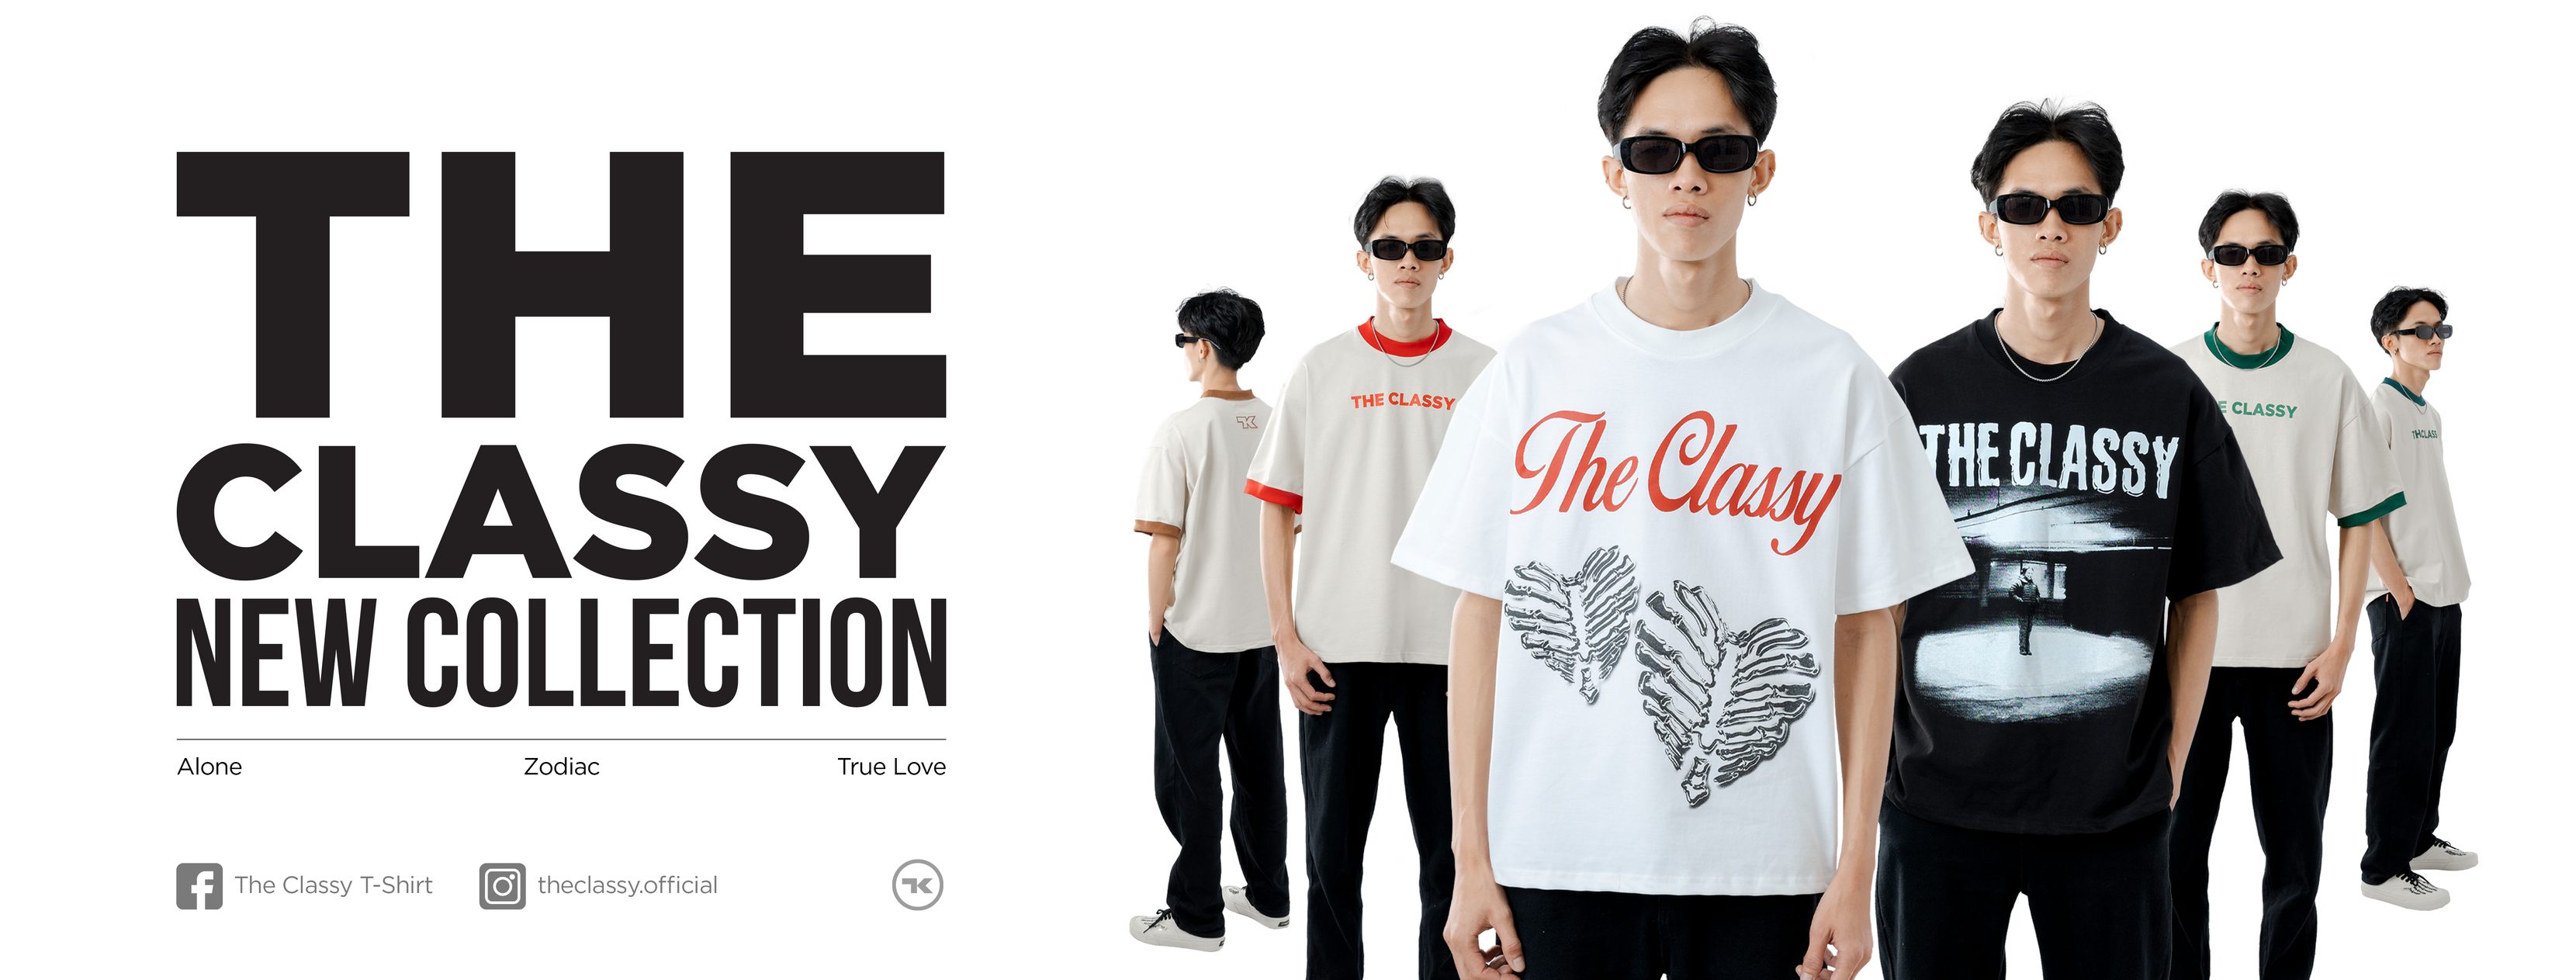 THE
CLASSY
NEW COLLECTION
Alone Zodiac True Love
The Classy T-Shirt theclassy.official
THE CLASSY
The Classy
THE CLASSY
E CLASSY
THCLASS